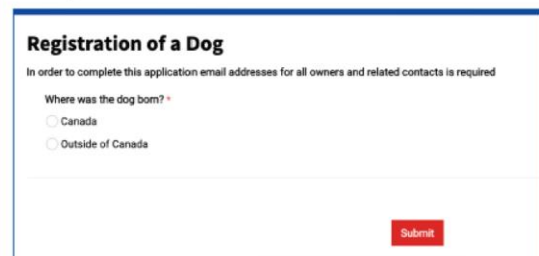 Registration of a Dog
In order to complete this application email addresses for all owners and related contacts is required
Where was the dog born? *
Canada
Outside of Canada
Submit